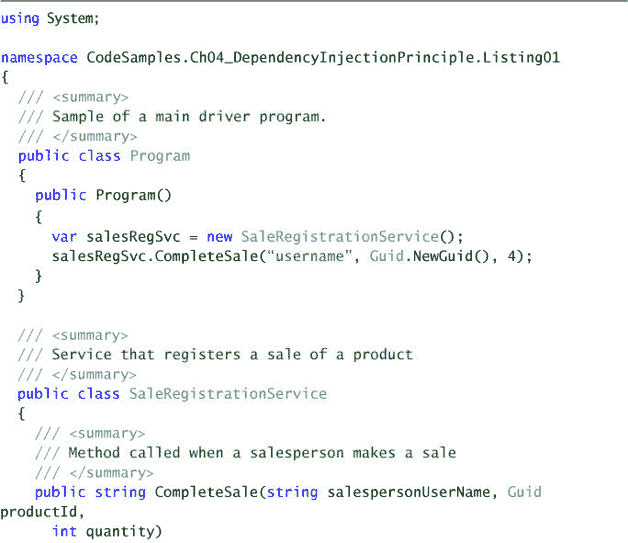 using System;
namespace CodeSamples.Ch04_DependencyInjectionPrinciple.Listing01
{
/// <summary>
/// Sample of a main driver program.
/// </summary>
public class Program
{
public Program()
{
var salesRegSvc = new SaleRegistrationService();
salesRegSvc.CompleteSale(“username”, Guid.NewGuid(), 4);
}
}
/// <summary>
/// Service that registers a sale of a product
/// </summary>
public class SaleRegistrationService
{
/// <summary>
/// Method called when a salesperson makes a sale
/// </summary>
public string CompleteSale(string salespersonUserName, Guid
productId,
int quantity)